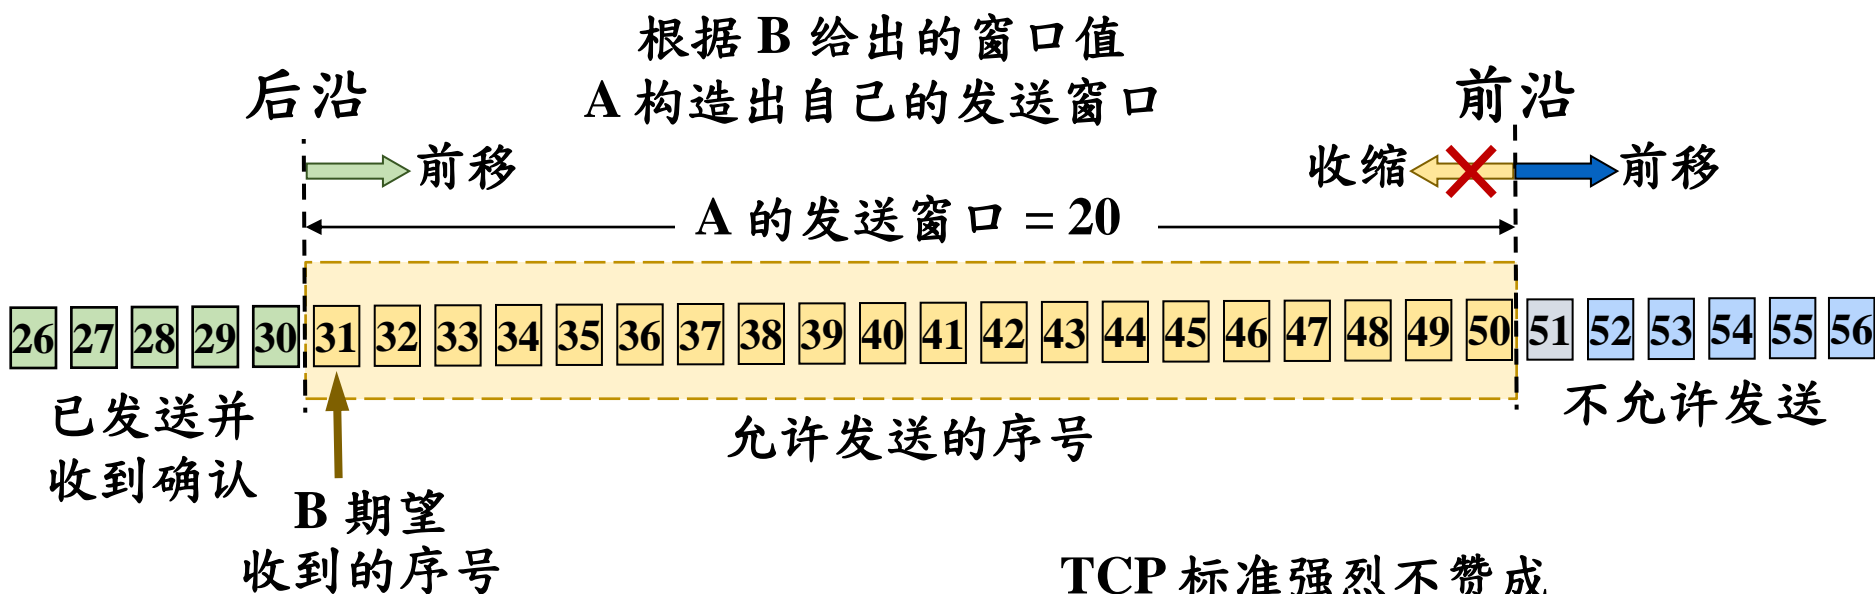 根据 B 给出的窗口值
A 构造出自己的发送窗口
后沿
前沿
前移
收缩
前移
A 的发送窗口 = 20
26 27 28 29 30 31 32 33 34 35 36 37 38 39 40 41 42 43 44 45 46 47 48 49 50 51 52 53 54 55 56
已发送并
收到确认
允许发送的序号
不允许发送
B 期望
收到的序号
TCP 标准强烈不赞成